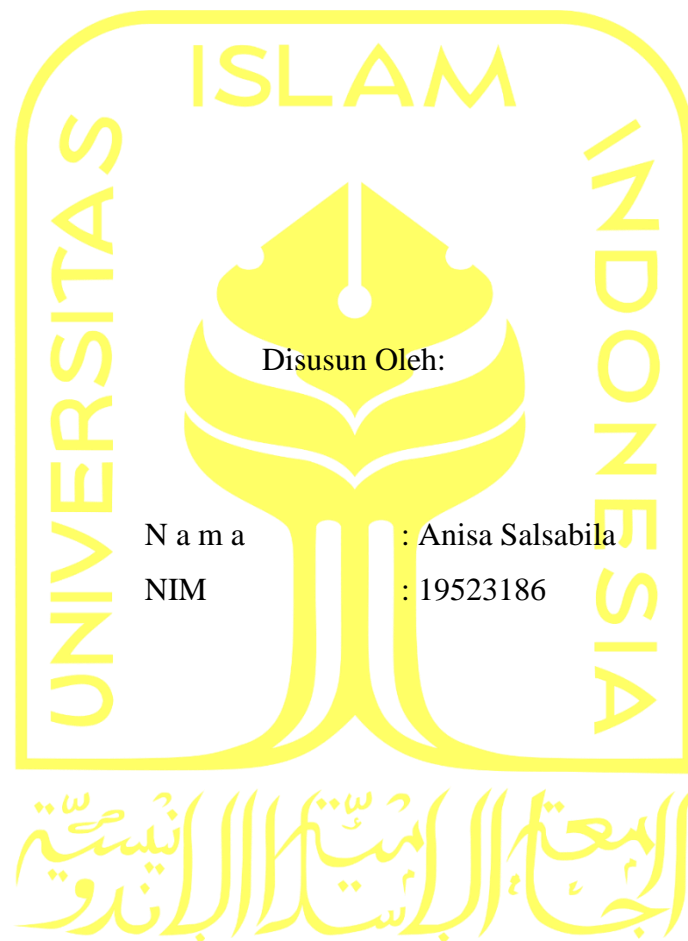 ISLAM
UNIVERSITAS
INDONESIA
Disusun Oleh:
N a m a : Anisa Salsabila
NIM : 19523186
الجامعة الإسلامية الإندونيسية